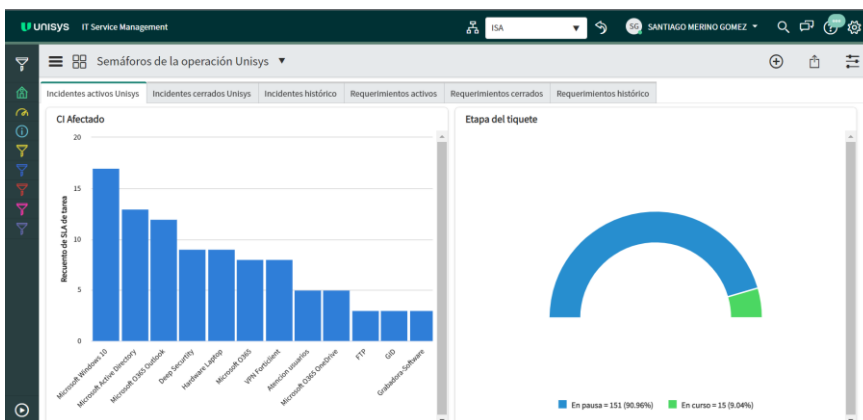 UNISYS IT Service Management
ISA
SG SANTIAGO MERINO GOMEZ
Semáforos de la operación Unisys
Incidentes activos Unisys
Incidentes cerrados Unisys
Incidentes histórico
Requerimientos activos
Requerimientos cerrados
Requerimientos histórico
CI Afectado
Recuento de SLA de tarea
20
15
10
5
0
Microsoft Windows 10
Microsoft Active Directory
Microsoft O365 Outlook
Deep Securtity
Hardware Laptop
Microsoft O365
VPN Forticlient
Atencion usuarios
Microsoft O365 OneDrive
FTP
GID
Grabadora-Software
Etapa del tiquete
En pausa = 151 (90.96%)
En curso = 15 (9.04%)